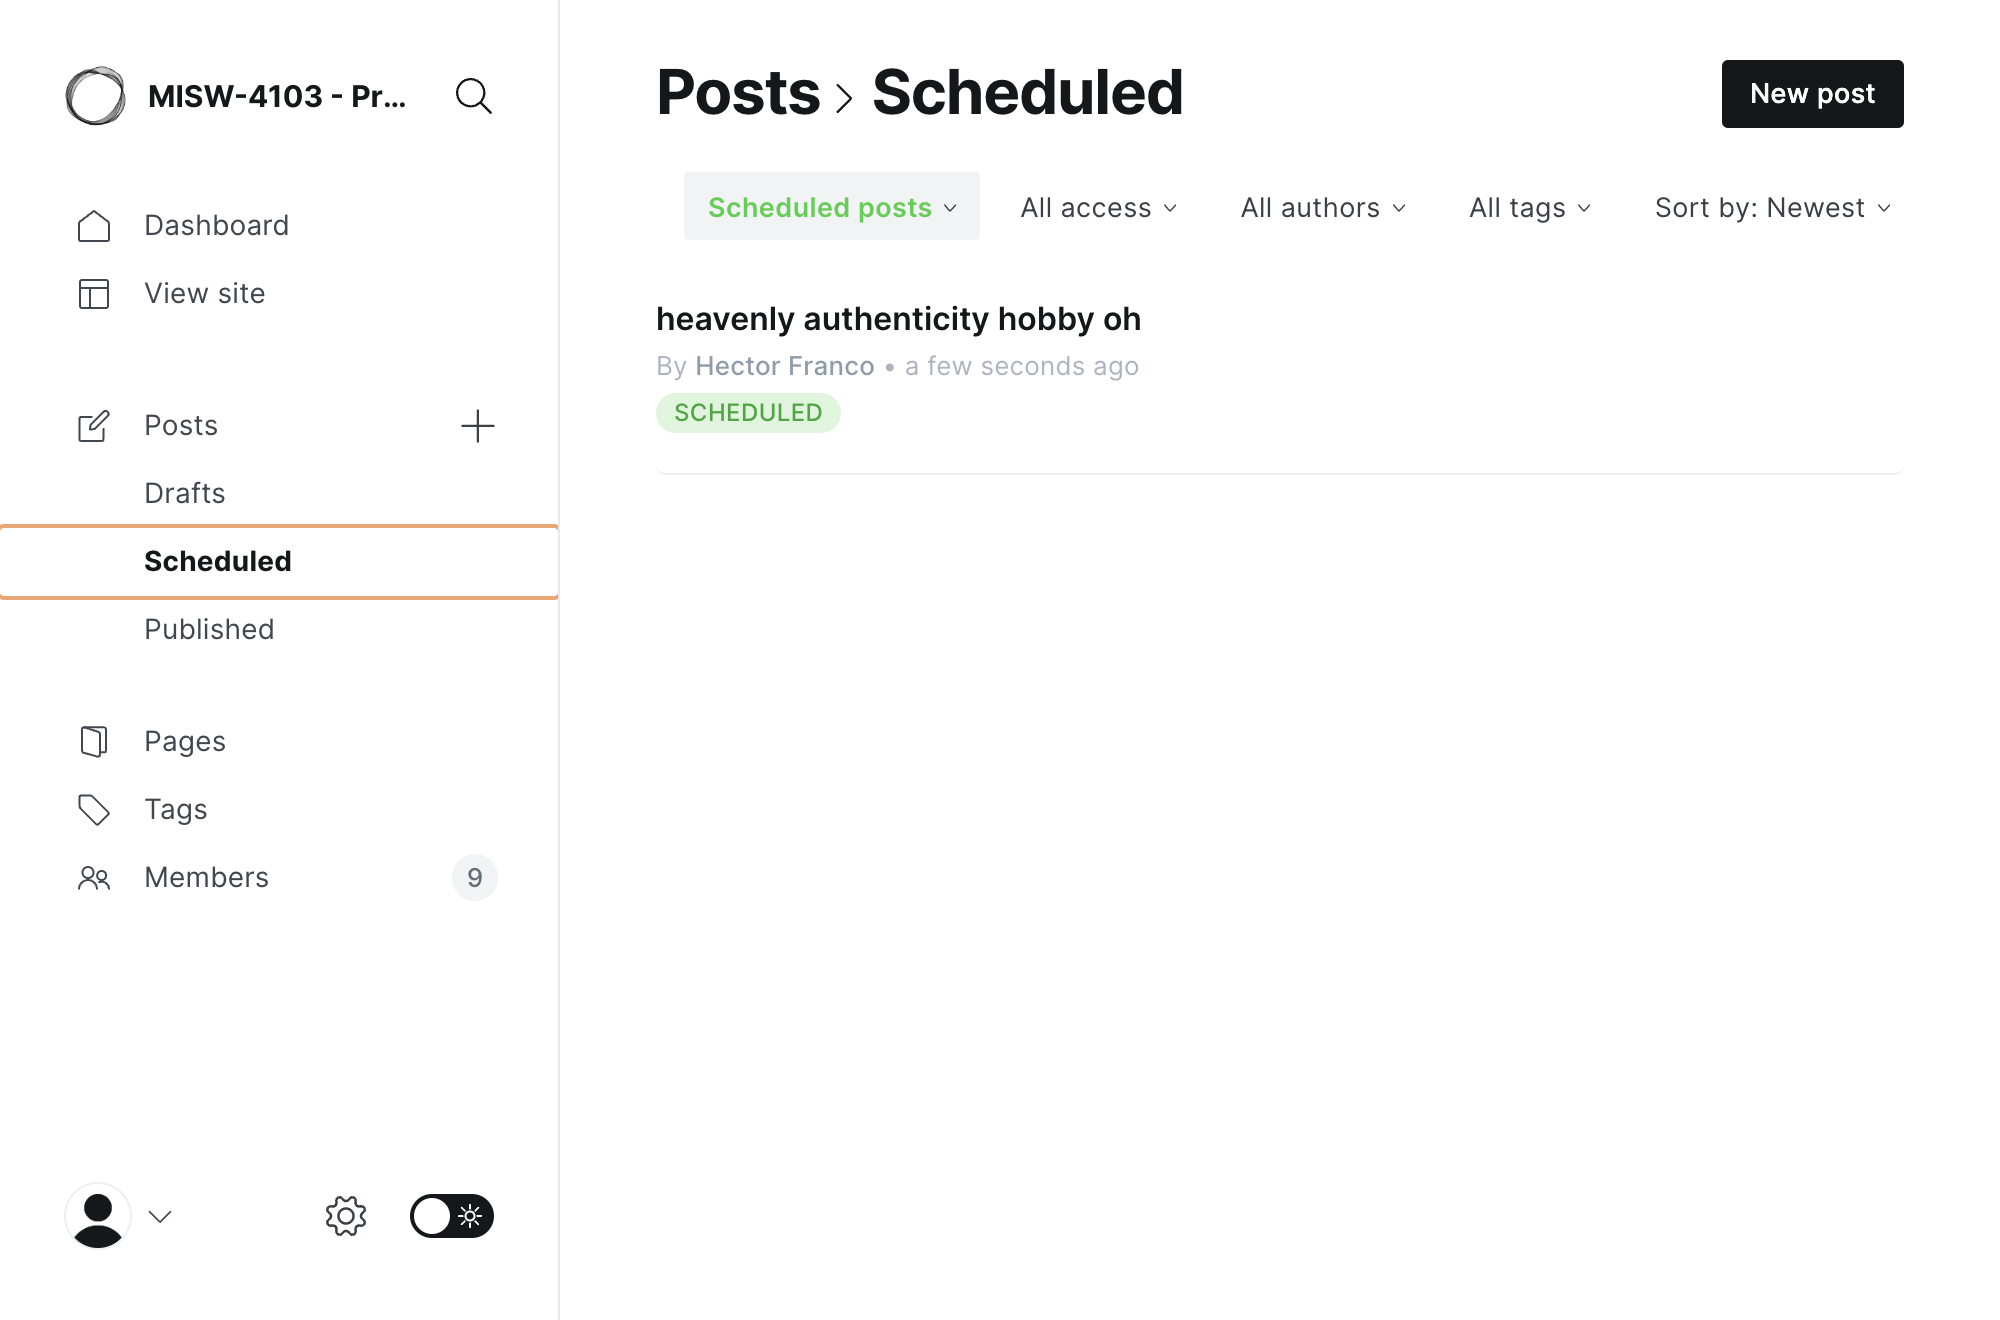 MISW-4103 - Pr...
Dashboard
View site
Posts
Drafts
Scheduled
Published
Pages
Tags
Members 9
Posts > Scheduled
New post
Scheduled posts All access All authors All tags Sort by: Newest
heavenly authenticity hobby oh
By Hector Franco • a few seconds ago
SCHEDULED